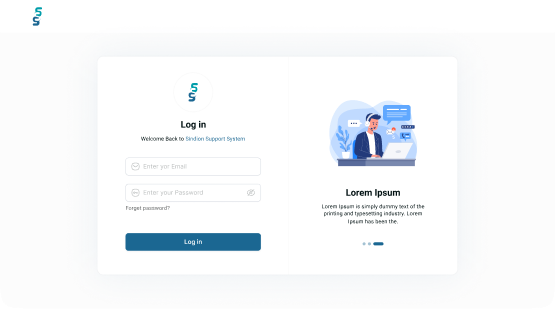 Log in
Welcome Back to Sindion Support System
Enter yor Email
Enter your Password
Forget password?
Log in
Lorem Ipsum
Lorem Ipsum is simply dummy text of the
printing and typesetting industry. Lorem
Ipsum has been the.